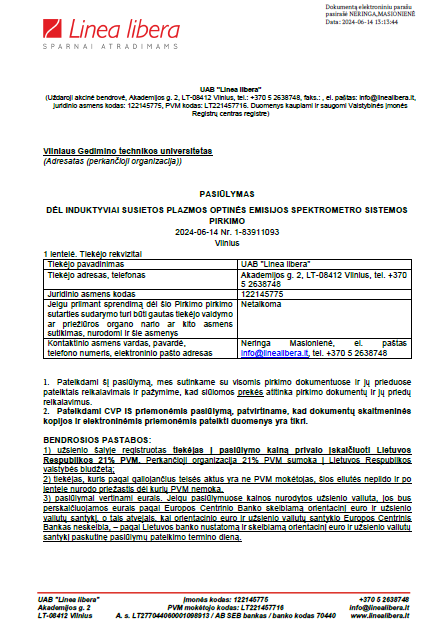 Dokumentą elektroniniu parašu
pasirašė NERINGA,MASIONIENĖ
Data: 2024-06-14 13:13:44
Linea libera
SPARNAI ATRADIMAMS
UAB "Linea libera"
(Uždaroji akcinė bendrovė, Akademijos g. 2, LT-08412 Vilnius, tel.: +370 5 2638748, faks.: , el. paštas: info@linealibera.lt,
juridinio asmens kodas: 122145775, PVM kodas: LT221457716. Duomenys kaupiami ir saugomi Valstybinės įmonės
Registrų centras registre)
Vilniaus Gedimino technikos universitetas
(Adresatas (perkančioji organizacija))
PASIŪLYMAS
DĖL INDUKTYVIAI SUSIETOS PLAZMOS OPTINĖS EMISIJOS SPEKTROMETRO SISTEMOS
PIRKIMO
2024-06-14 Nr. 1-83911093
Vilnius
1 lentelė. Tiekėjo rekvizitai
Tiekėjo pavadinimas UAB "Linea libera"
Tiekėjo adresas, telefonas Akademijos g. 2, LT-08412 Vilnius, tel. +370
5 2638748
Juridinio asmens kodas 122145775
Jeigu priimant sprendimą dėl šio Pirkimo pirkimo Netaikoma
sutarties sudarymo turi būti gautas tiekėjo valdymo
ar priežiūros organo nario ar kito asmens
sutikimas, nurodomi ir šie asmenys
Kontaktinio asmens vardas, pavardė, Neringa Masionienė, el. paštas
telefono numeris, elektroninio pašto adresas info@linealibera.lt, tel. +370 5 2638748
1. Pateikdami šį pasiūlymą, mes sutinkame su visomis pirkimo dokumentuose ir jų prieduose
pateiktais reikalavimais ir pažymime, kad siūlomos prekės atitinka pirkimo dokumentų ir jų priedų
reikalavimus.
2. Pateikdami CVP IS priemonėmis pasiūlymą, patvirtiname, kad dokumentų skaitmeninės
kopijos ir elektroninėmis priemonėmis pateikti duomenys yra tikri.
BENDROSIOS PASTABOS:
1) užsienio šalyje registruotas tiekėjas į pasiūlymo kainą privalo įskaičiuoti Lietuvos
Respublikos 21% PVM. Perkančioji organizacija 21% PVM sumoka į Lietuvos Respublikos
valstybės biudžetą;
2) tiekėjas, kuris pagal galiojančius teisės aktus yra ne PVM mokėtojas, šios eilutės nepildo ir po
lentele nurodo priežastis dėl kurių PVM nemoka.
3) pasiūlymai vertinami eurais. Jeigu pasiūlymuose kainos nurodytos užsienio valiuta, jos bus
perskaičiuojamos eurais pagal Europos Centrinio Banko skelbiamą orientacinį euro ir užsienio
valiutų santykį, o tais atvejais, kai orientacinio euro ir užsienio valiutų santykio Europos Centrinis
Bankas neskelbia, – pagal Lietuvos banko nustatomą ir skelbiamą orientacinį euro ir užsienio valiutų
santykį paskutinę pasiūlymų pateikimo termino dieną.
UAB "Linea libera" Įmonės kodas: 122145775 +370 5 2638748
Akademijos g. 2 PVM mokėtojo kodas: LT221457716 info@linealibera.lt
LT-08412 Vilnius A. s. LT277044060001098913 / AB SEB bankas / banko kodas 70440 www.linealibera.lt